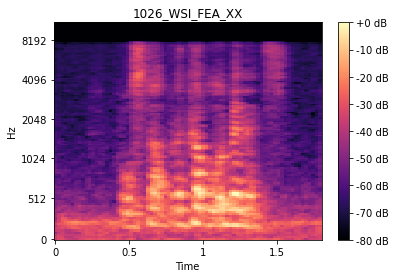 1026_WSI_FEA_XX
8192
4096
2048
1024
512
0
Hz
0
0.5
1
1.5
Time
+0 dB
-10 dB
-20 dB
-30 dB
-40 dB
-50 dB
-60 dB
-70 dB
-80 dB